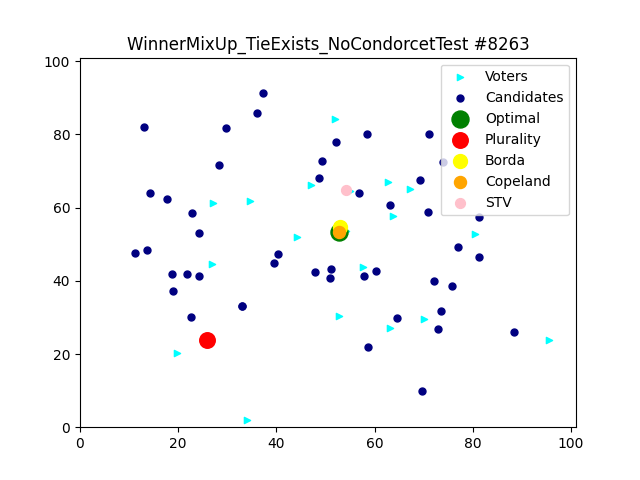 WinnerMixUp_TieExists_NoCondorcetTest #8263
Voters
Candidates
Optimal
Plurality
Borda
Copeland
STV
100
80
60
40
20
0
0 20 40 60 80 100